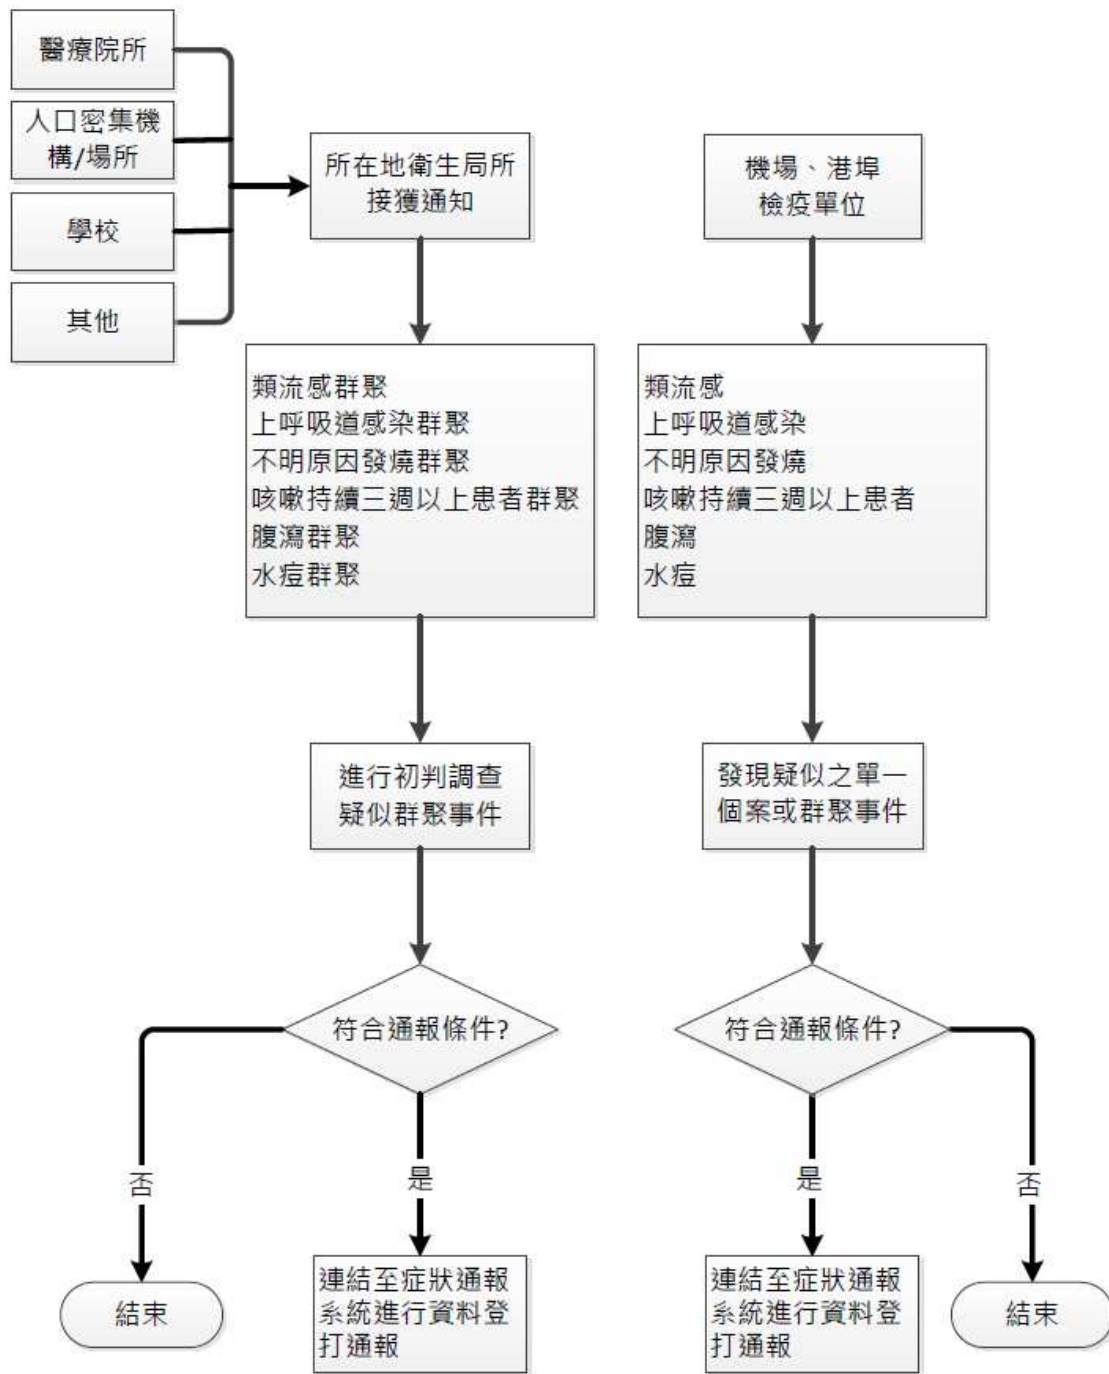 醫療院所
人口密集機
構/場所
學校
其他
所在地衛生局所
接獲通知
類流感群聚
上呼吸道感染群聚
不明原因發燒群聚
咳嗽持續三週以上患者群聚
腹瀉群聚
水痘群聚
進行初判調查
疑似群聚事件
符合通報條件?
否
是
結束
連結至症狀通報
系統進行資料登
打通報
機場、港埠
檢疫單位
類流感
上呼吸道感染
不明原因發燒
咳嗽持續三週以上患者
腹瀉
水痘
發現疑似之單一
個案或群聚事件
符合通報條件?
是
否
連結至症狀通報
系統進行資料登
打通報
結束